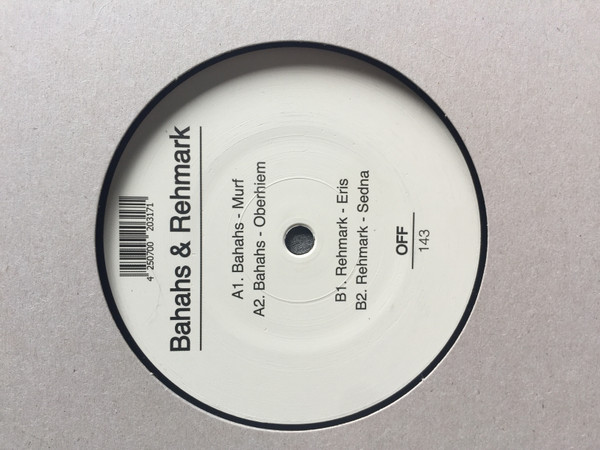 4 250700 203171
Bahahs & Rehmark
A1. Bahahs - Murf
A2. Bahahs - Oberhiem
B1. Rehmark - Eris
B2. Rehmark - Sedna
OFF
143